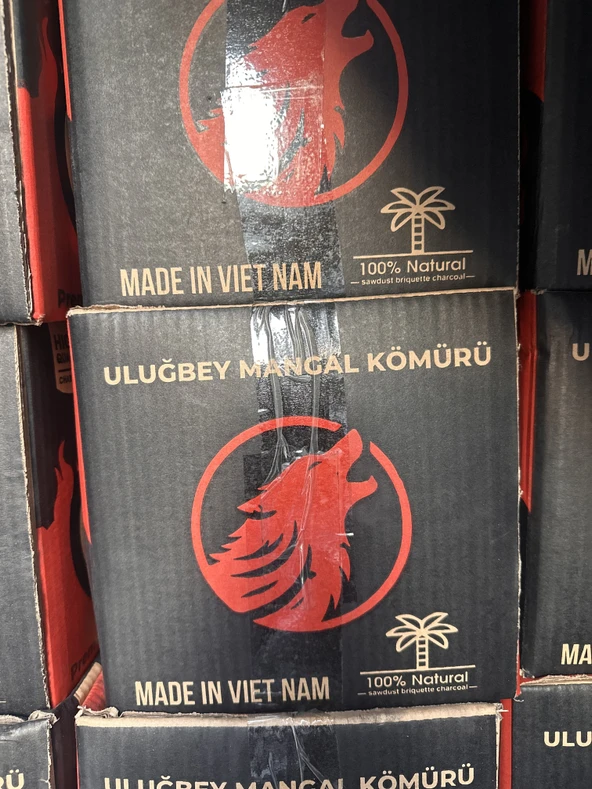 MADE IN VIET NAM
100% Natural
sawdust briquette charcoal
ULUĞBEY MANGAL KÖMÜRÜ
MADE IN VIET NAM
100% Natural
sawdust briquette charcoal
ULUĞBEY MANGAL KÖMÜRÜ